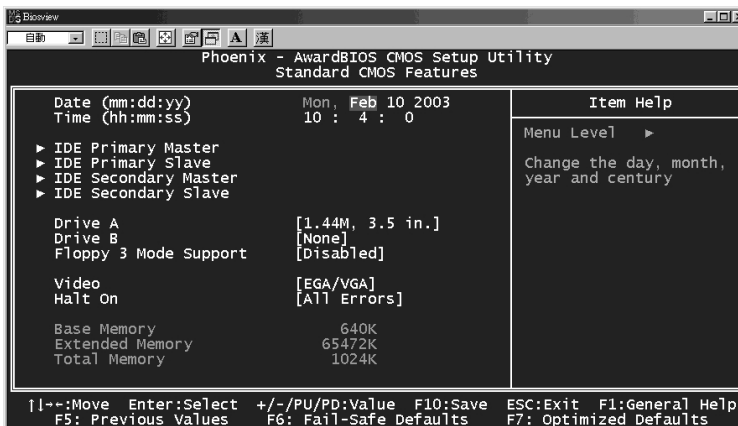 Biosview
自動 A 漢
Phoenix - AwardBIOS CMOS Setup Utility
Standard CMOS Features
Date (mm:dd:yy) Mon, Feb 10 2003
Time (hh:mm:ss) 10 : 4 : 0
► IDE Primary Master
► IDE Primary Slave
► IDE Secondary Master
► IDE Secondary Slave
Drive A [1.44M, 3.5 in.]
Drive B [None]
Floppy 3 Mode Support [Disabled]
Video [EGA/VGA]
Halt On [All Errors]
Base Memory 640K
Extended Memory 65472K
Total Memory 1024K
Item Help
Menu Level ►
Change the day, month,
year and century
↑↓→←:Move Enter:Select +/-/PU/PD:Value F10:Save ESC:Exit F1:General Help
F5: Previous Values F6: Fail-Safe Defaults F7: Optimized Defaults